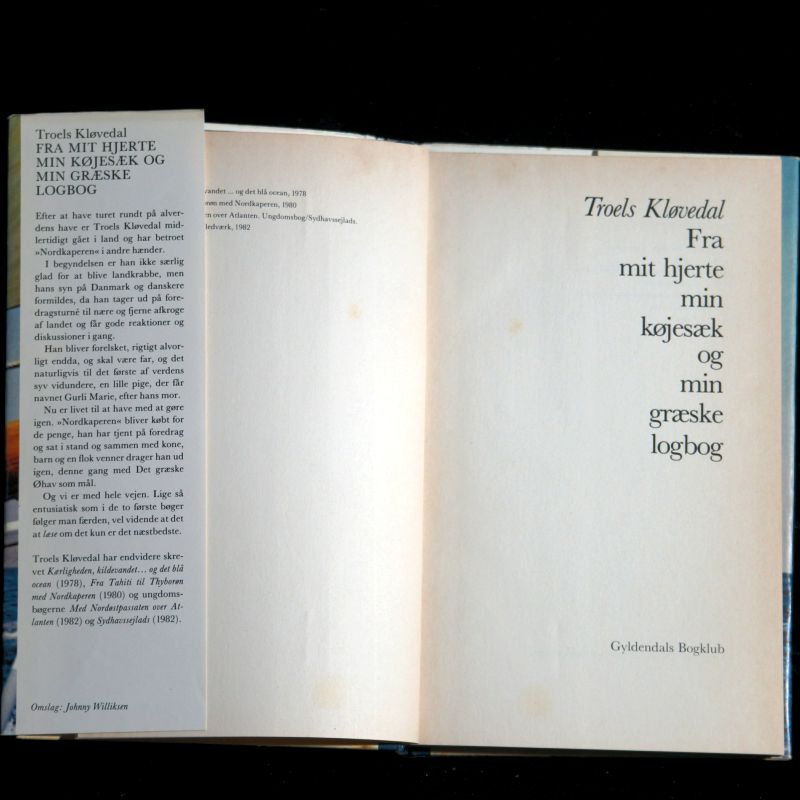 Troels Kløvedal
FRA MIT HJERTE
MIN KØJESÆK OG
MIN GRÆSKE
LOGBOG
Efter at have turet rundt på alver-
dens have er Troels Kløvedal mid-
lertidigt gået i land og har betroet
»Nordkaperen« i andre hænder.
I begyndelsen er han ikke særlig
glad for at blive landkrabbe, men
hans syn på Danmark og danskere
formildes, da han tager ud på fore-
dragsturné til nære og fjerne afkroge
af landet og får gode reaktioner og
diskussioner i gang.
Han bliver forelsket, rigtigt alvor-
ligt endda, og skal være far, og det
naturligvis til det første af verdens
syv vidundere, en lille pige, der får
navnet Gurli Marie, efter hans mor.
Nu er livet til at have med at gøre
igen. »Nordkaperen« bliver købt for
de penge, han har tjent på foredrag
og sat i stand og sammen med kone,
barn og en flok venner drager han ud
igen, denne gang med Det græske
Øhav som mål.
Og vi er med hele vejen. Lige så
entusiatisk som i de to første bøger
følger man færden, vel vidende at det
at læse om det kun er det næstbedste.
Troels Kløvedal har endvidere skre-
vet Kærligheden, kildevandet... og det blå
ocean (1978), Fra Tahiti til Thyborøn
med Nordkaperen (1980) og ungdoms-
bøgerne Med Nordøstpassaten over At-
lanten (1982) og Sydhavssejlads (1982).
Omslag: Johnny Williksen
vandet ... og det blå ocean, 1978
røn med Nordkaperen, 1980
en over Atlanten. Ungdomsbog/Sydhavssejlads.
ledværk, 1982
Troels Kløvedal
Fra
mit hjerte
min
køjesæk
og
min
græske
logbog
Gyldendals Bogklub